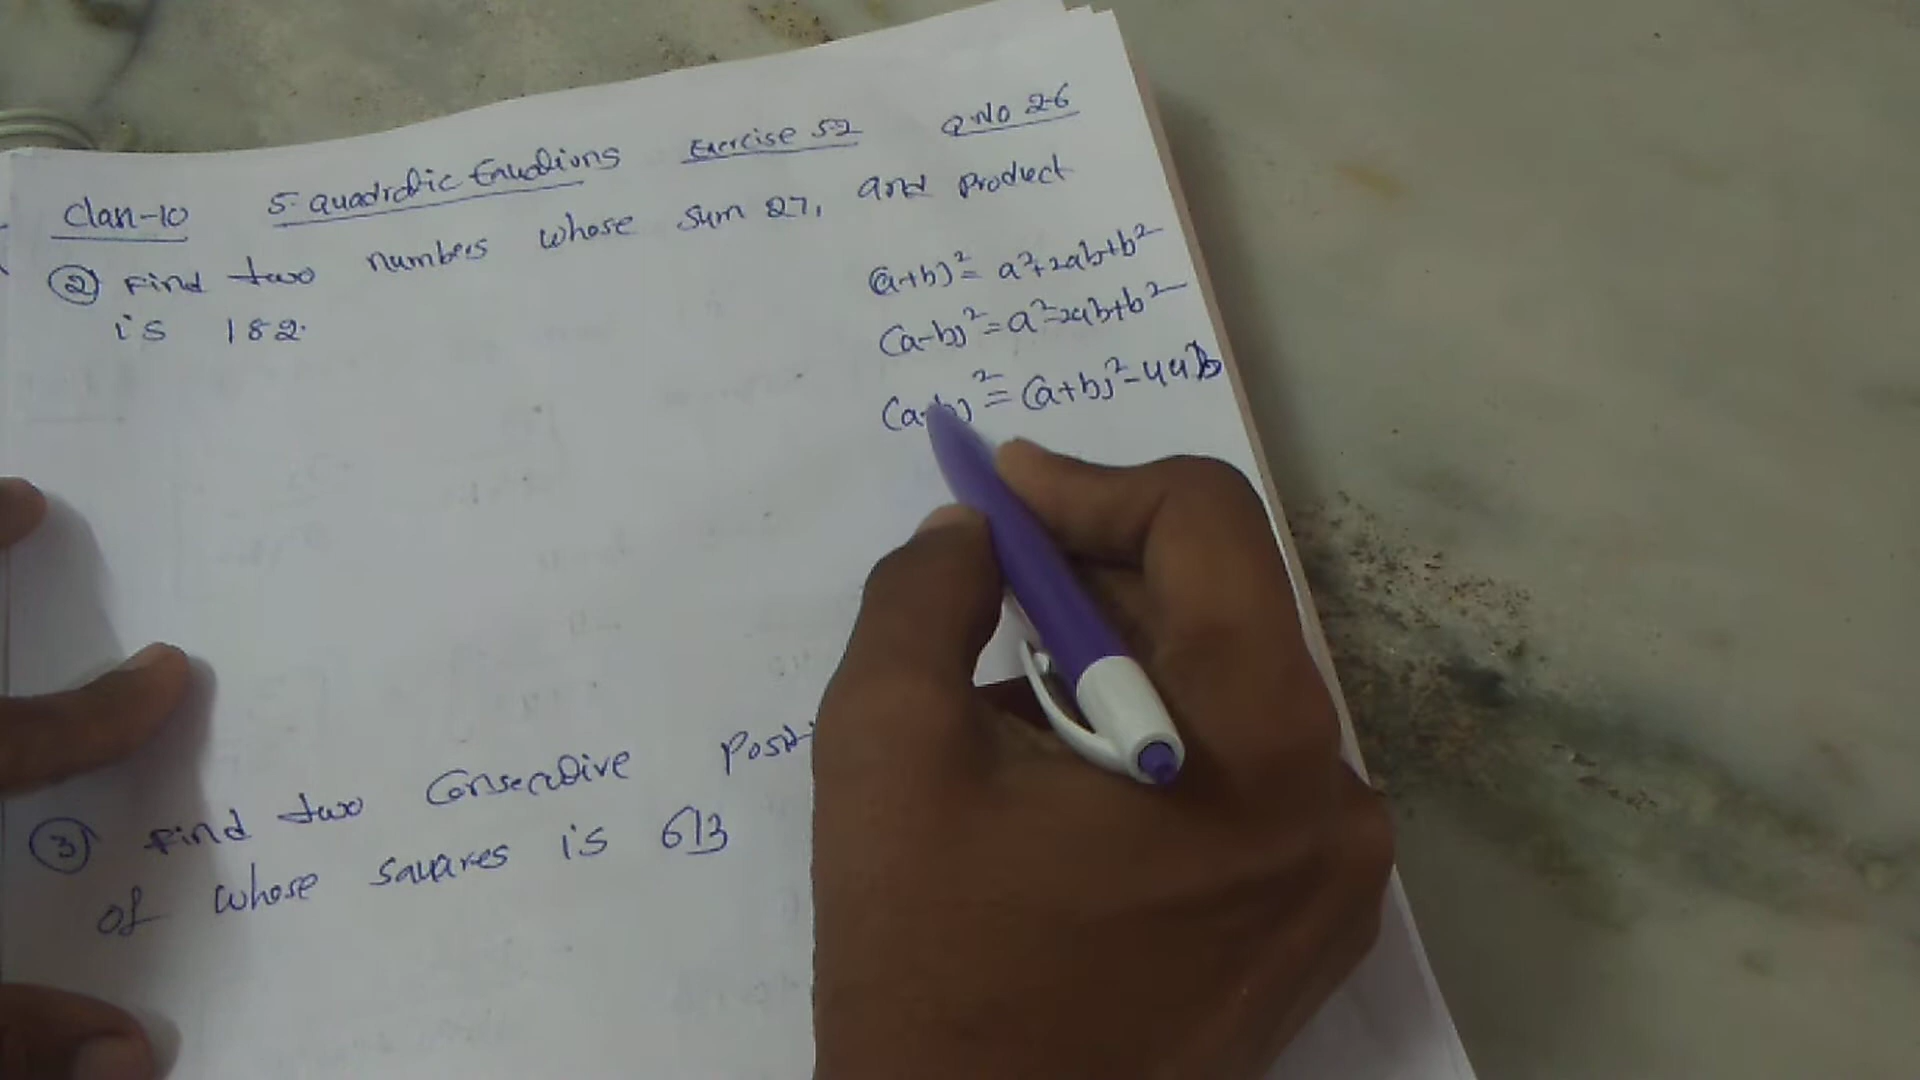 Class-10 5-Quadratic Equations Exercise 5.2 Q.No 2-6
② Find two numbers whose sum 27, and product
is 182.
(a+b)² = a²+2ab+b²
(a-b)² = a²-2ab+b²
(a-b)² = (a+b)²-4ab
③ Find two Consecutive
of whose squares is 613